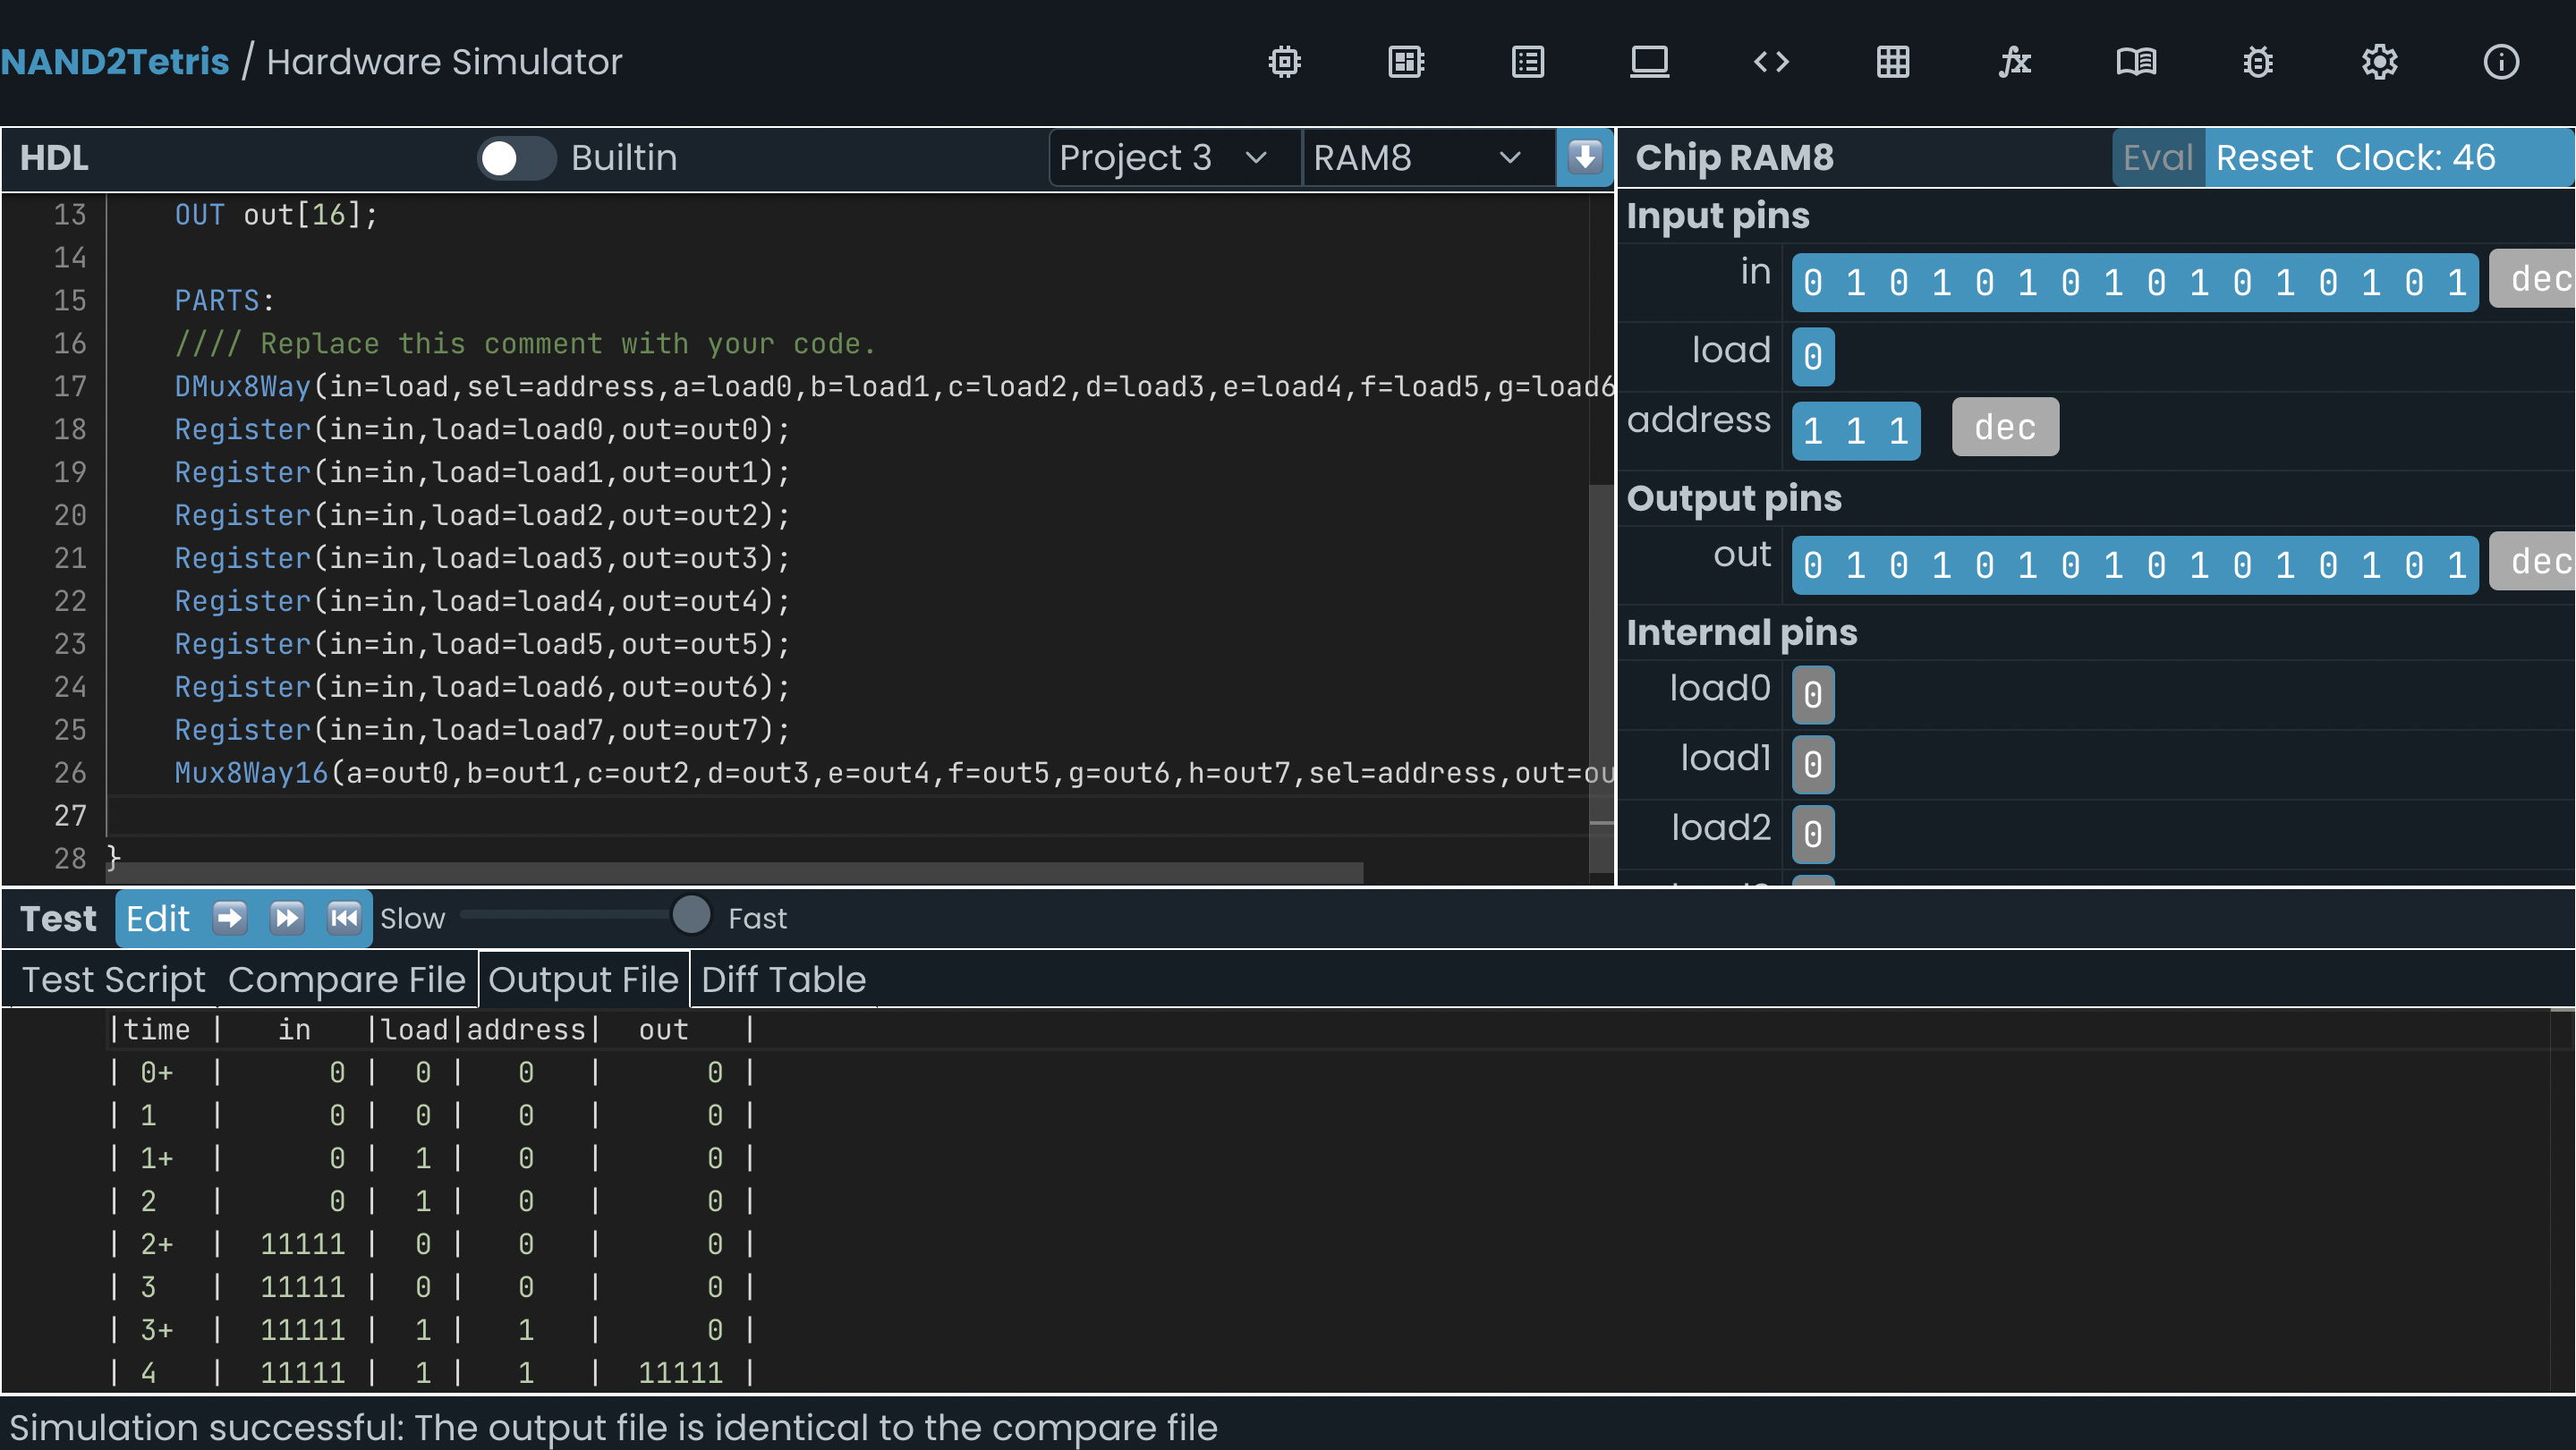 NAND2Tetris / Hardware Simulator
HDL Builtin Project 3 RAM8
13 OUT out[16];
14
15 PARTS:
16 //// Replace this comment with your code.
17 DMux8Way(in=load,sel=address,a=load0,b=load1,c=load2,d=load3,e=load4,f=load5,g=load6
18 Register(in=in,load=load0,out=out0);
19 Register(in=in,load=load1,out=out1);
20 Register(in=in,load=load2,out=out2);
21 Register(in=in,load=load3,out=out3);
22 Register(in=in,load=load4,out=out4);
23 Register(in=in,load=load5,out=out5);
24 Register(in=in,load=load6,out=out6);
25 Register(in=in,load=load7,out=out7);
26 Mux8Way16(a=out0,b=out1,c=out2,d=out3,e=out4,f=out5,g=out6,h=out7,sel=address,out=ou
27
28 }
Chip RAM8 Eval Reset Clock: 46
Input pins
in 0 1 0 1 0 1 0 1 0 1 0 1 0 1 0 1 dec
load 0
address 1 1 1 dec
Output pins
out 0 1 0 1 0 1 0 1 0 1 0 1 0 1 0 1 dec
Internal pins
load0 0
load1 0
load2 0
Test Edit Slow Fast
Test Script Compare File Output File Diff Table
|time | in |load|address| out |
| 0+ | 0 | 0 | 0 | 0 |
| 1 | 0 | 0 | 0 | 0 |
| 1+ | 0 | 1 | 0 | 0 |
| 2 | 0 | 1 | 0 | 0 |
| 2+ | 11111 | 0 | 0 | 0 |
| 3 | 11111 | 0 | 0 | 0 |
| 3+ | 11111 | 1 | 1 | 0 |
| 4 | 11111 | 1 | 1 | 11111 |
Simulation successful: The output file is identical to the compare file